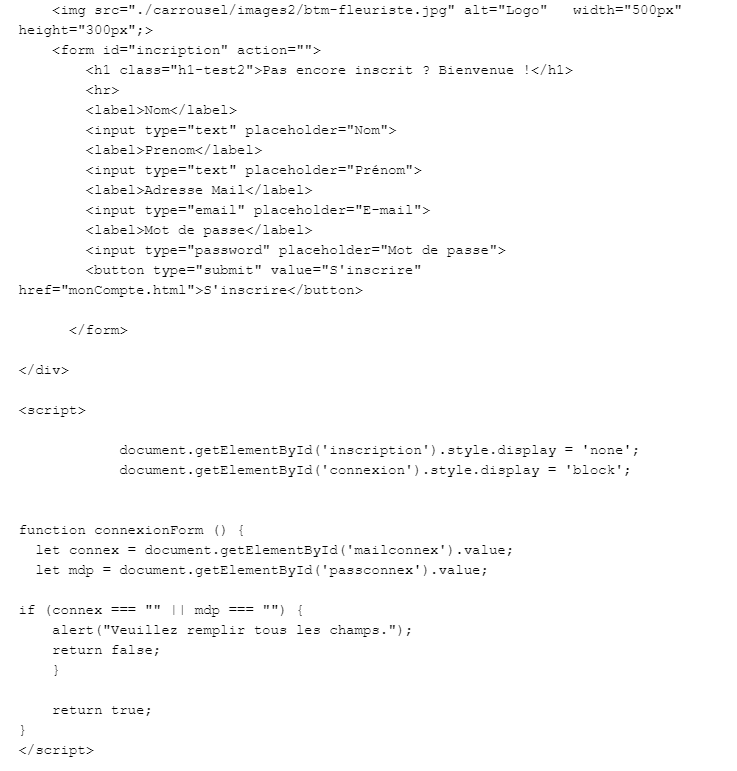 <img src="./carrousel/images2/btm-fleuriste.jpg" alt="Logo"   width="500px"
height="300px";>
<form id="incription" action="">
<h1 class="h1-test2">Pas encore inscrit ? Bienvenue !</h1>
<hr>
<label>Nom</label>
<input type="text" placeholder="Nom">
<label>Prenom</label>
<input type="text" placeholder="Prénom">
<label>Adresse Mail</label>
<input type="email" placeholder="E-mail">
<label>Mot de passe</label>
<input type="password" placeholder="Mot de passe">
<button type="submit" value="S'inscrire"
href="monCompte.html">S'inscrire</button>
</form>
</div>
<script>
document.getElementById('inscription').style.display = 'none';
document.getElementById('connexion').style.display = 'block';
function connexionForm () {
let connex = document.getElementById('mailconnex').value;
let mdp = document.getElementById('passconnex').value;
if (connex === "" || mdp === "") {
alert("Veuillez remplir tous les champs.");
return false;
}
return true;
}
</script>